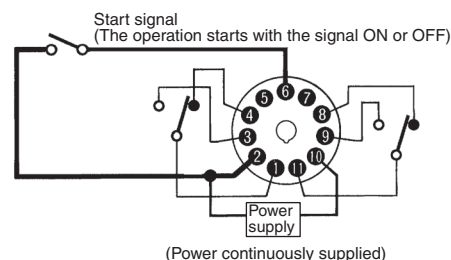 Start signal
(The operation starts with the signal ON or OFF)
6
5 7
4 8
3 9
2 10
1 11
Power
supply
(Power continuously supplied)